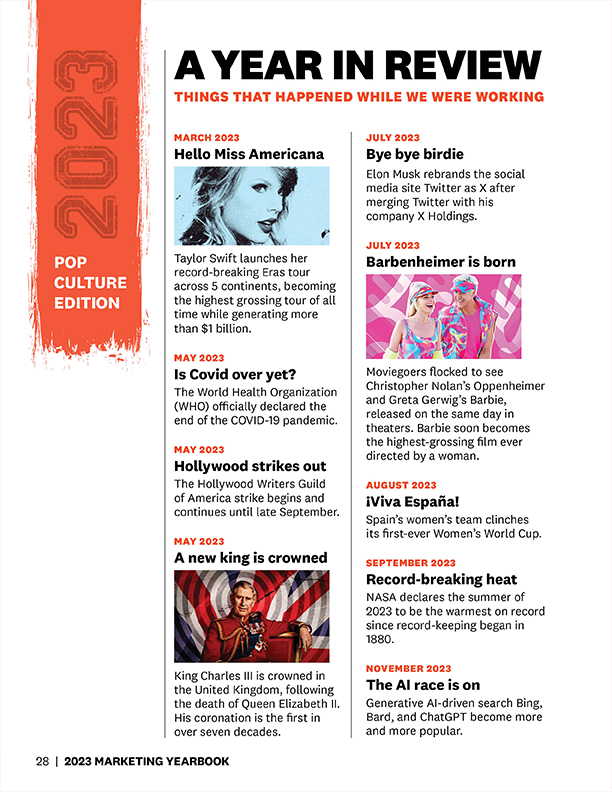 2023
POP
CULTURE
EDITION
A YEAR IN REVIEW
THINGS THAT HAPPENED WHILE WE WERE WORKING
MARCH 2023
Hello Miss Americana
Taylor Swift launches her
record-breaking Eras tour
across 5 continents, becoming
the highest grossing tour of all
time while generating more
than $1 billion.
MAY 2023
Is Covid over yet?
The World Health Organization
(WHO) officially declared the
end of the COVID-19 pandemic.
MAY 2023
Hollywood strikes out
The Hollywood Writers Guild
of America strike begins and
continues until late September.
MAY 2023
A new king is crowned
King Charles III is crowned in
the United Kingdom, following
the death of Queen Elizabeth II.
His coronation is the first in
over seven decades.
JULY 2023
Bye bye birdie
Elon Musk rebrands the social
media site Twitter as X after
merging Twitter with his
company X Holdings.
JULY 2023
Barbenheimer is born
Moviegoers flocked to see
Christopher Nolan’s Oppenheimer
and Greta Gerwig’s Barbie,
released on the same day in
theaters. Barbie soon becomes
the highest-grossing film ever
directed by a woman.
AUGUST 2023
¡Viva España!
Spain’s women’s team clinches
its first-ever Women’s World Cup.
SEPTEMBER 2023
Record-breaking heat
NASA declares the summer of
2023 to be the warmest on record
since record-keeping began in
1880.
NOVEMBER 2023
The AI race is on
Generative AI-driven search Bing,
Bard, and ChatGPT become more
and more popular.
28 | 2023 MARKETING YEARBOOK